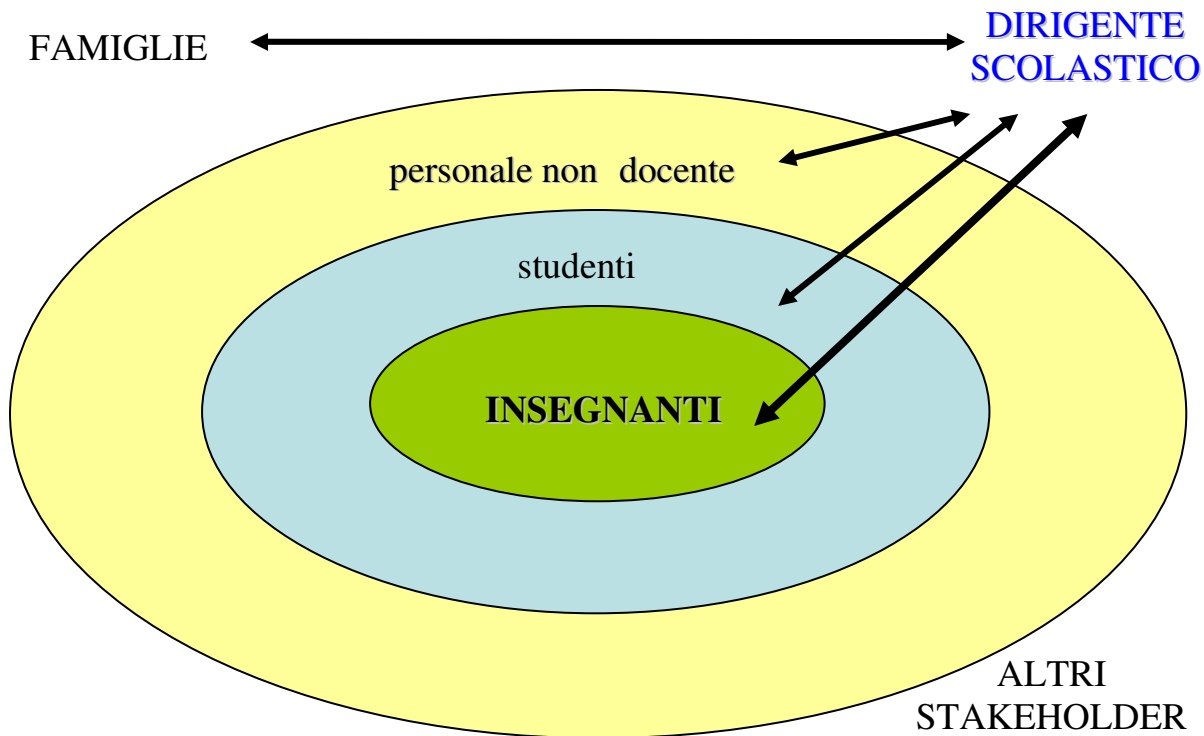 FAMIGLIE
DIRIGENTE
SCOLASTICO
personale non docente
studenti
INSEGNANTI
ALTRI
STAKEHOLDER